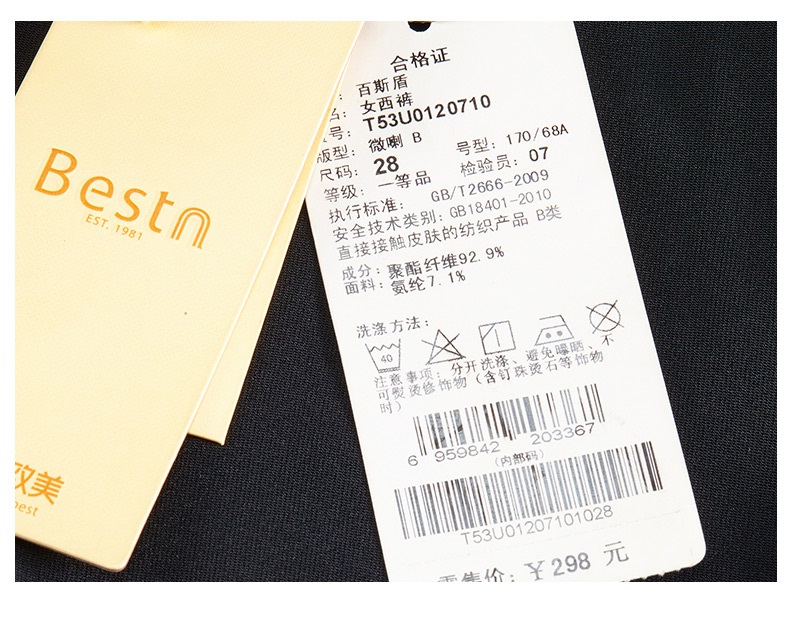 Bestn
EST. 1981
改美
best
合格证
: 百斯盾
名: 女西裤
号: T53U0120710
版型: 微喇 B
号型: 170/68A
尺码: 28
检验员: 07
等级: 一等品
执行标准: GB/T2666-2009
安全技术类别: GB18401-2010
直接接触皮肤的纺织产品 B类
成分: 聚酯纤维92.9%
面料: 氨纶7.1%
洗涤方法:
40
注意事项: 分开洗涤、避免曝晒、不
可熨烫修饰物（含钉珠烫石等饰物
时）
6 959842 203367
(内部码)
T53U01207101028
零售价: ¥298 元